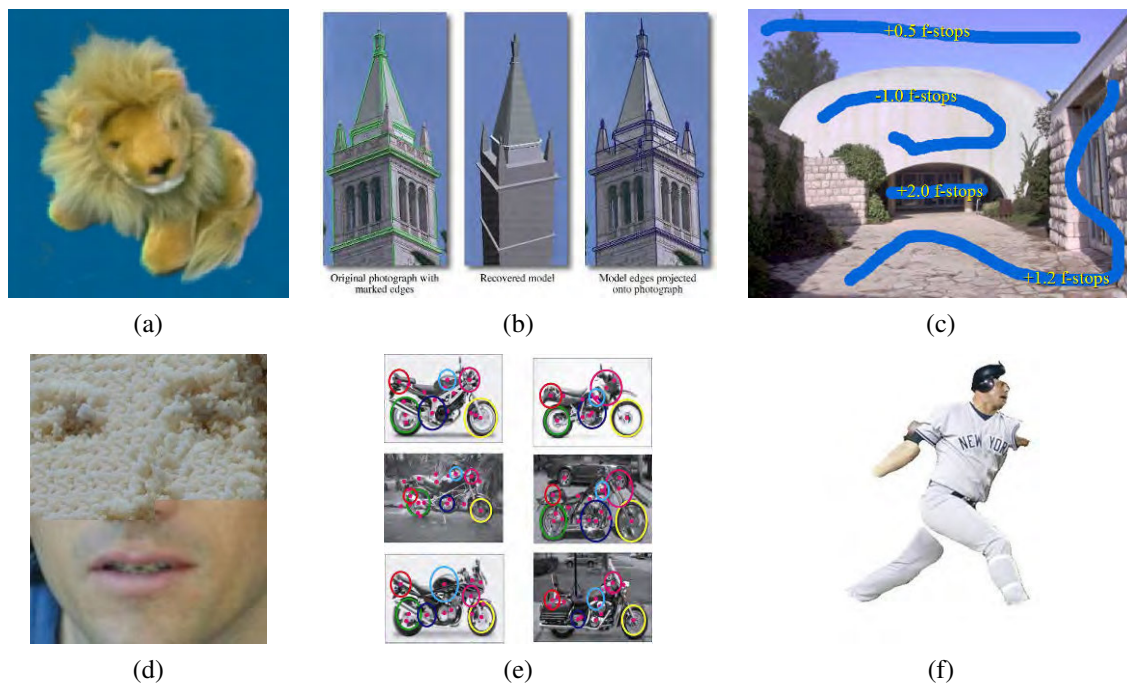 +0.5 f-stops
-1.0 f-stops
+2.0 f-stops
+1.2 f-stops
Original photograph with
marked edges
Recovered model
Model edges projected
onto photograph
(a)
(b)
(c)
NEW YORK
(d)
(e)
(f)